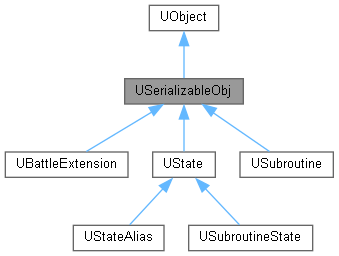 UObject
USerializableObj
UBattleExtension
UState
USubroutine
UStateAlias
USubroutineState